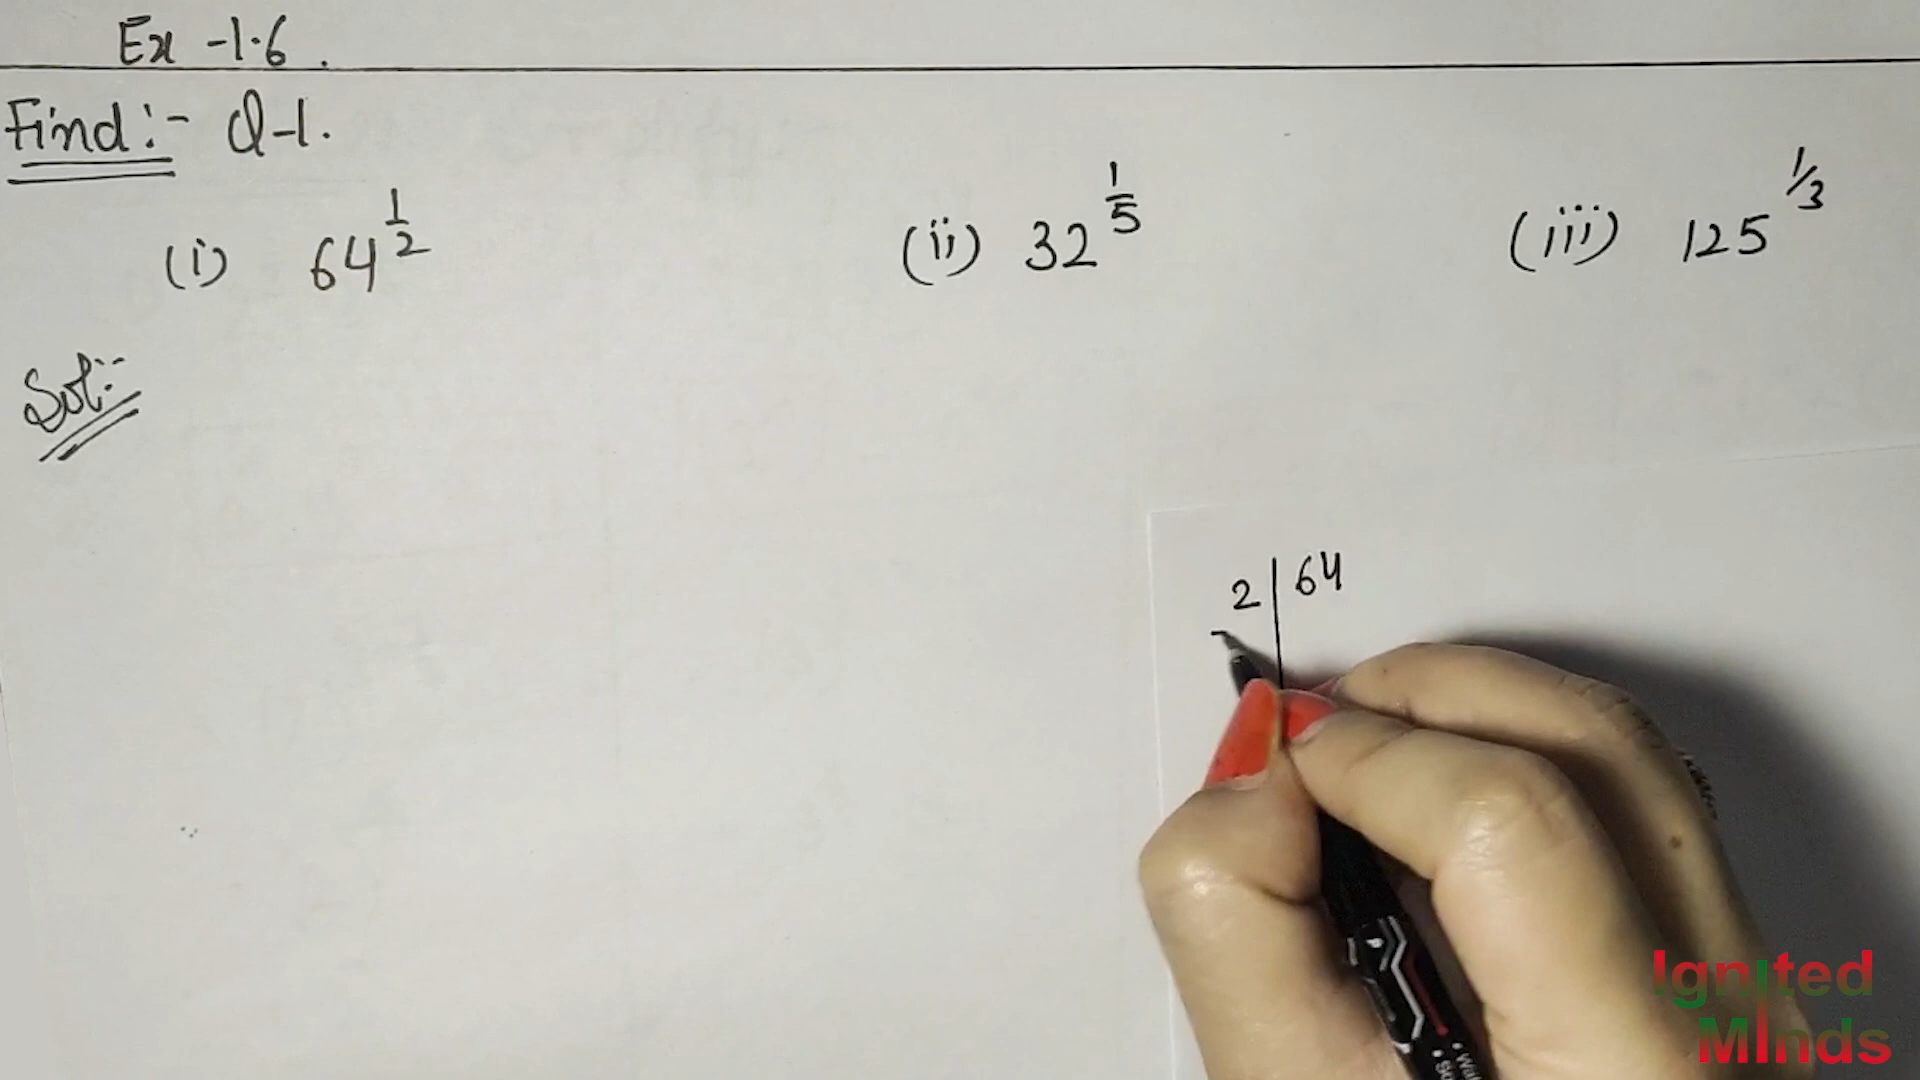 Ex - 1.6.
Find:- Q-1.
(i) 64^1/2 (ii) 32^1/5 (iii) 125^1/3
Sol:-
2 | 64
Ignited
Minds